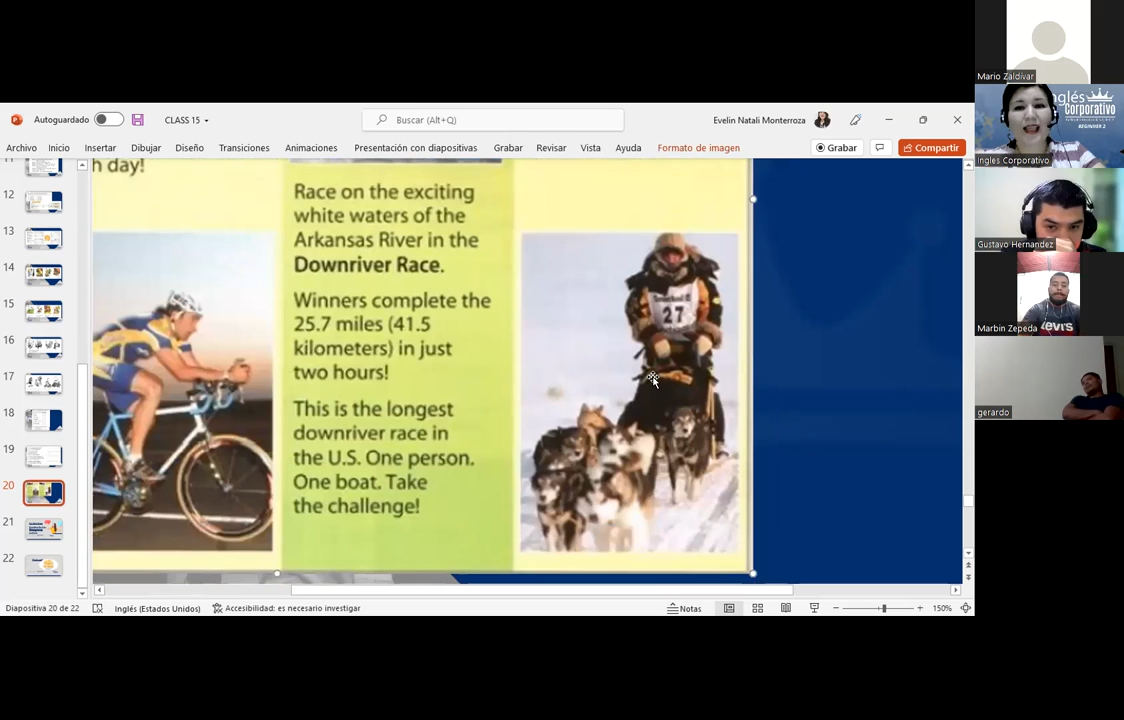 Autoguardado
CLASS 15
Buscar (Alt+Q)
Evelin Natali Monterroza
Archivo Inicio Insertar Dibujar Diseño Transiciones Animaciones Presentación con diapositivas Grabar Revisar Vista Ayuda Formato de imagen
Grabar
Compartir
12
13
14
15
16
17
18
19
20
21
22
h day!
Race on the exciting
white waters of the
Arkansas River in the
Downriver Race.
Winners complete the
25.7 miles (41.5
kilometers) in just
two hours!
This is the longest
downriver race in
the U.S. One person.
One boat. Take
the challenge!
27
Diapositiva 20 de 22
Inglés (Estados Unidos)
Accesibilidad: es necesario investigar
Notas
150%
Mario Zaldívar
Corporativo
BEGINNER 2
Ingles Corporativo
Gustavo Hernandez
Marbin Zepeda
gerardo